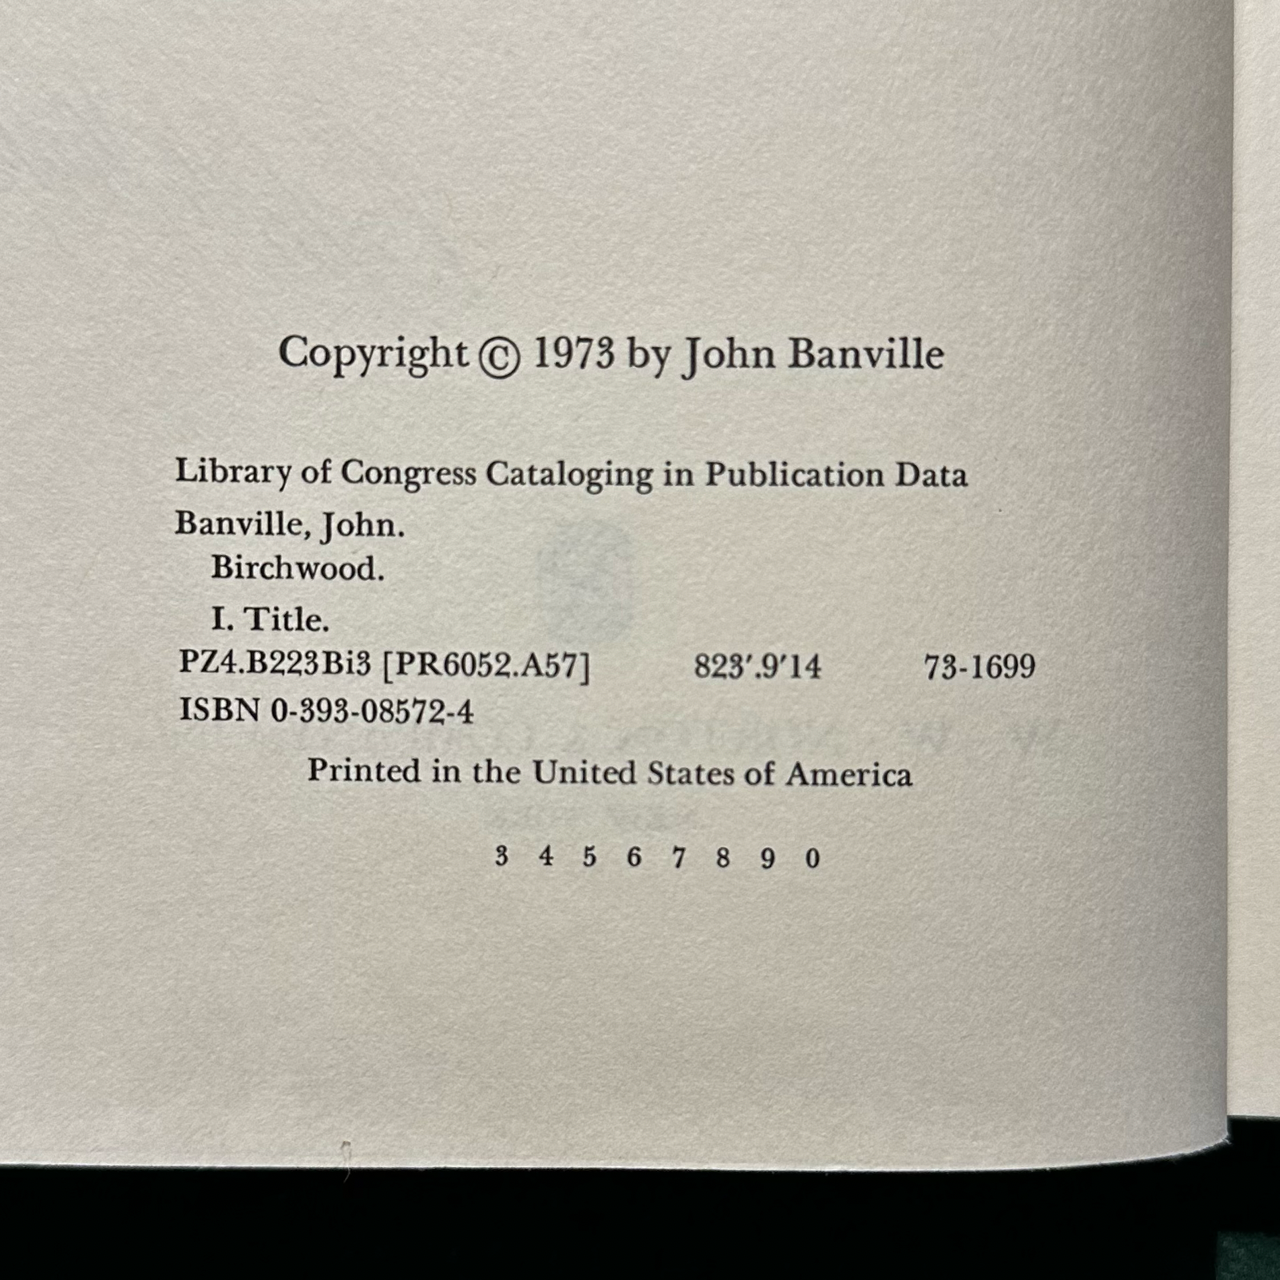 Copyright © 1973 by John Banville
Library of Congress Cataloging in Publication Data
Banville, John.
Birchwood.
I. Title.
PZ4.B223Bi3 [PR6052.A57] 823′.9′14 73-1699
ISBN 0-393-08572-4
Printed in the United States of America
3 4 5 6 7 8 9 0